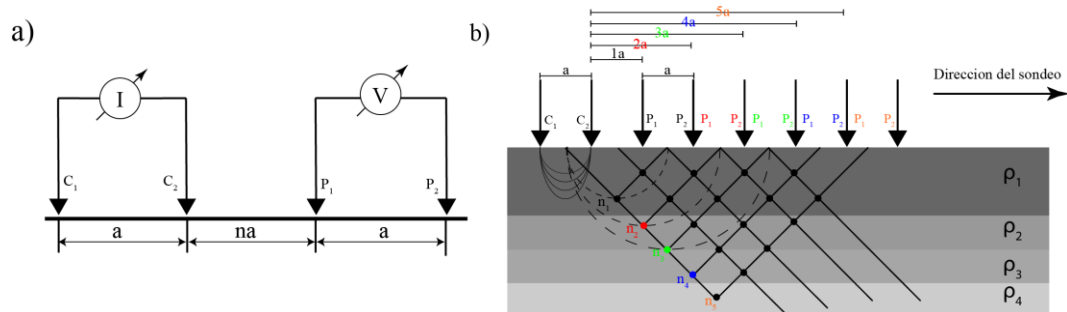 a)
I
V
C₁
C₂
P₁
P₂
a
na
a
b)
5a
4a
3a
2a
1a
a
a
Direccion del sondeo
C₁
C₂
P₁
P₂
P₁
P₂
P₁
P₂
P₁
P₂
P₁
P₂
n₁
n₂
n₃
n₄
n₅
ρ₁
ρ₂
ρ₃
ρ₄